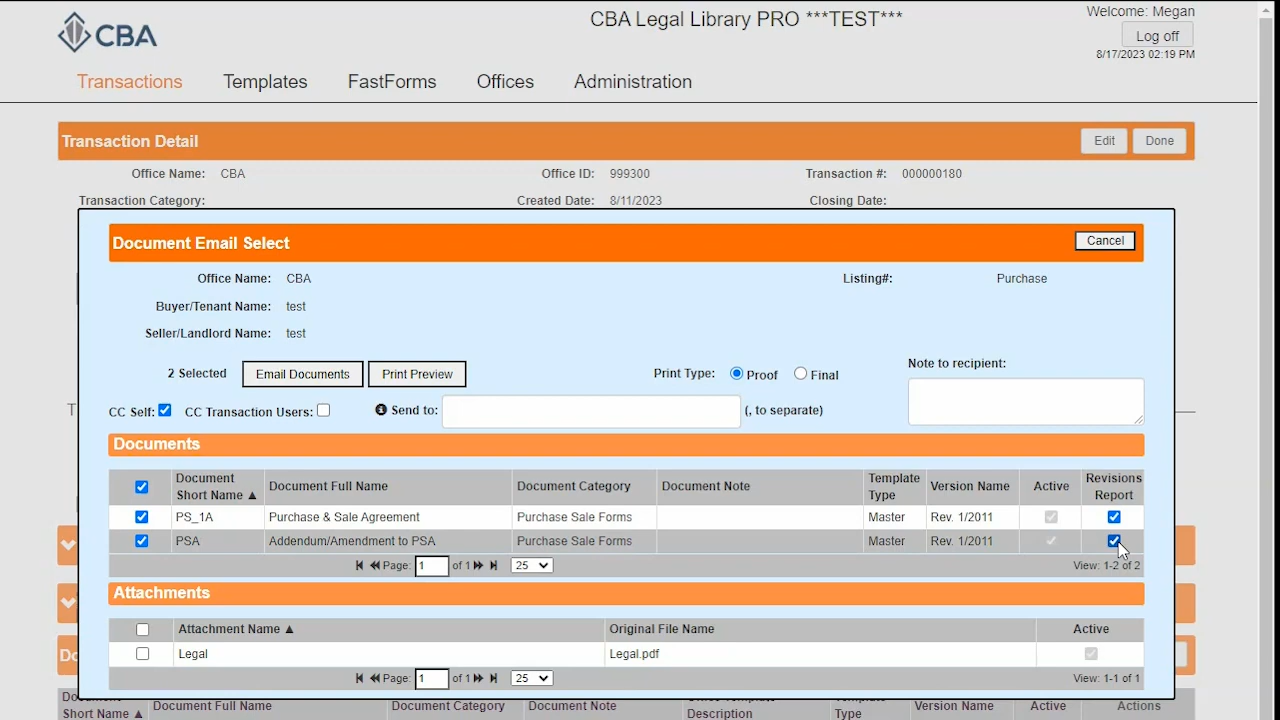 CBA
CBA Legal Library PRO ***TEST***
Welcome: Megan
Log off
8/17/2023 02:19 PM
Transactions Templates FastForms Offices Administration
Transaction Detail
Edit Done
Office Name: CBA Office ID: 999300 Transaction #: 000000180
Transaction Category: Created Date: 8/11/2023 Closing Date:
Document Email Select
Cancel
Office Name: CBA Listing#: Purchase
Buyer/Tenant Name: test
Seller/Landlord Name: test
2 Selected Email Documents Print Preview Print Type: Proof Final
Note to recipient:
CC Self: CC Transaction Users: Send to: (, to separate)
Documents
Document Short Name ▲ Document Full Name Document Category Document Note Template Type Version Name Active Revisions Report
PS_1A Purchase & Sale Agreement Purchase Sale Forms Master Rev. 1/2011
PSA Addendum/Amendment to PSA Purchase Sale Forms Master Rev. 1/2011
Page: 1 of 1 25 View: 1-2 of 2
Attachments
Attachment Name ▲ Original File Name Active
Legal Legal.pdf
Page: 1 of 1 25 View: 1-1 of 1
Short Name ▲ Document Full Name Document Category Document Note Description Type Version Name Active Actions